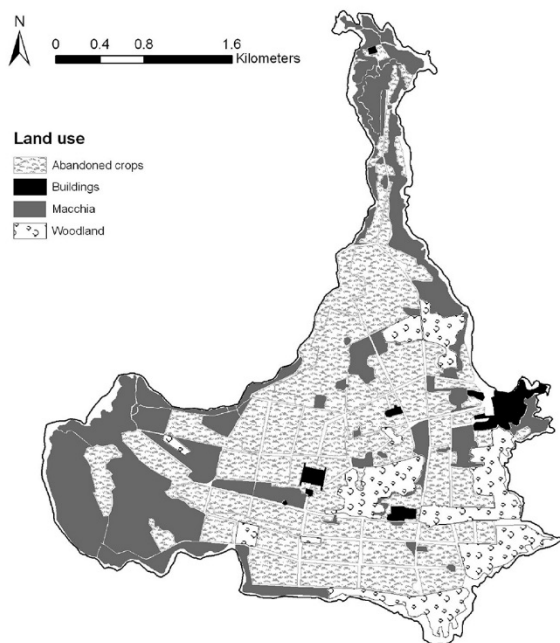 N
0 0.4 0.8 1.6
Kilometers
Land use
Abandoned crops
Buildings
Macchia
Woodland